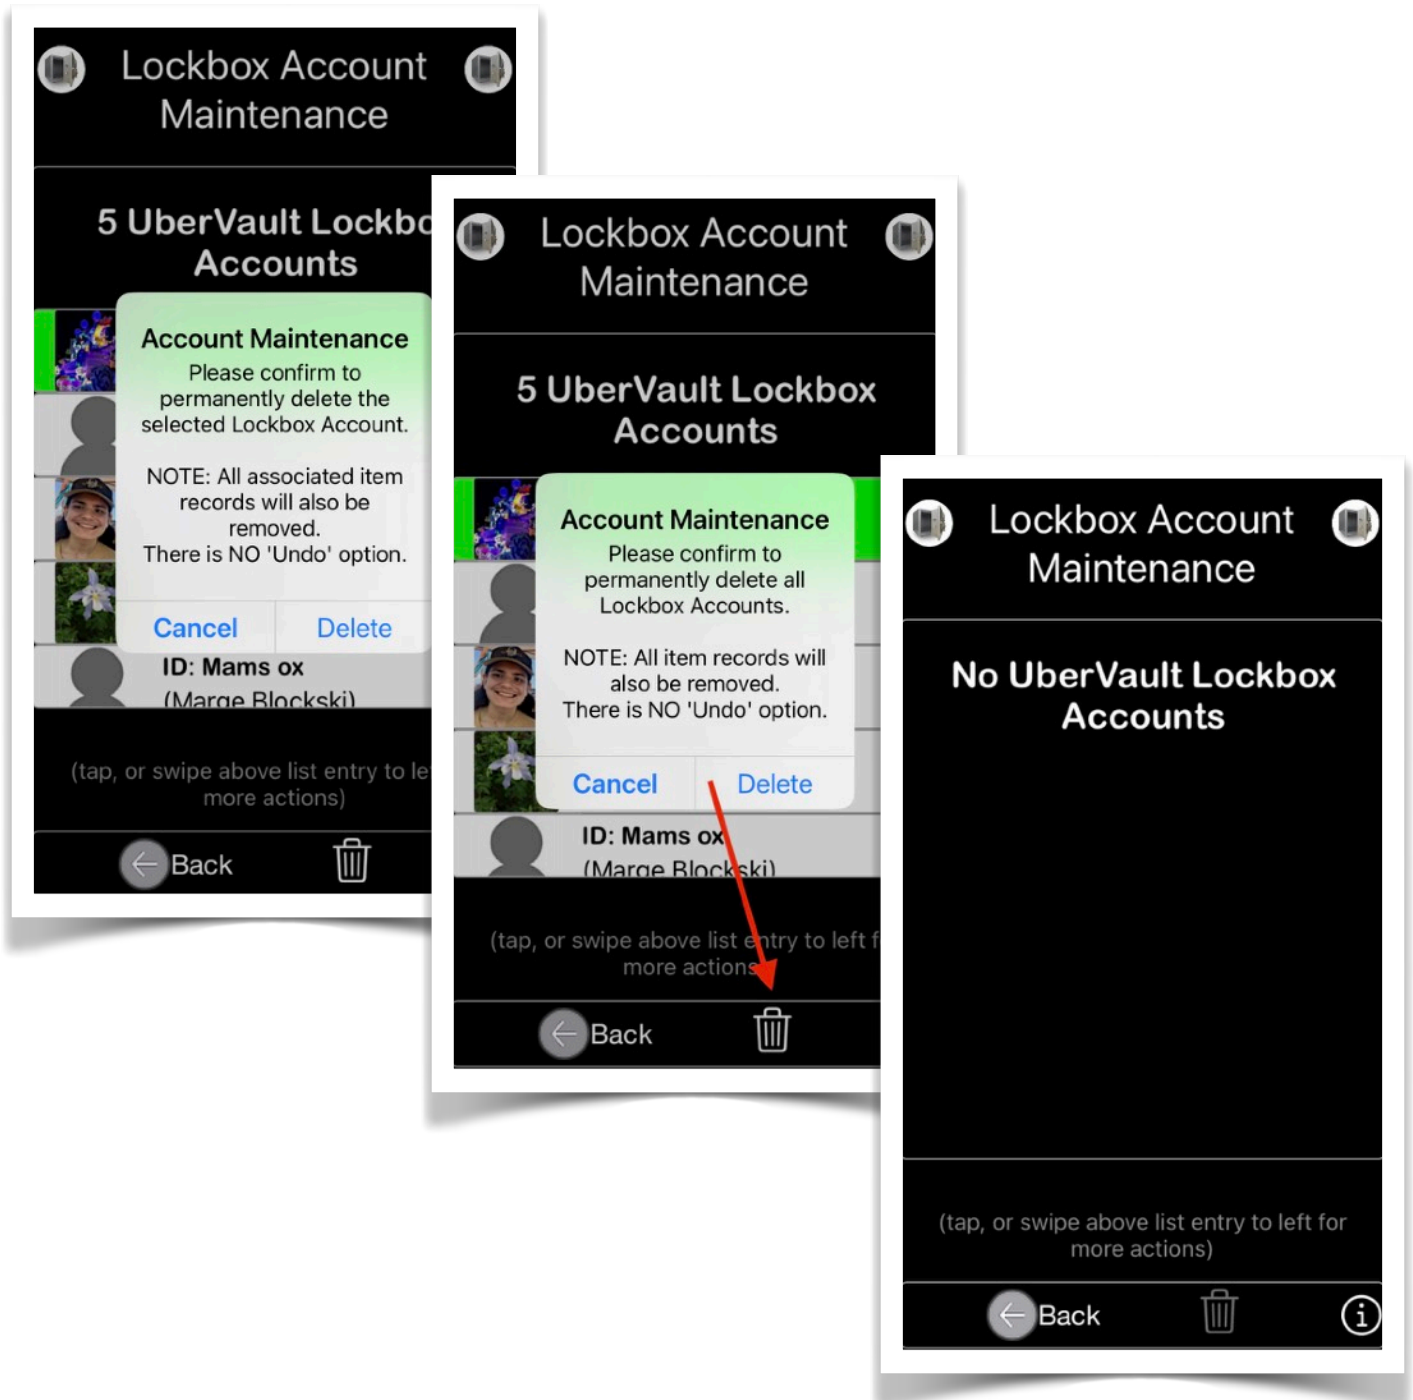 Lockbox Account
Maintenance
5 UberVault Lockbo
Accounts
Account Maintenance
Please confirm to
permanently delete the
selected Lockbox Account.
NOTE: All associated item
records will also be
removed.
There is NO 'Undo' option.
Cancel Delete
ID: Mams ox
(Marge Blockski)
(tap, or swipe above list entry to le
more actions)
Back
Lockbox Account
Maintenance
5 UberVault Lockbox
Accounts
Account Maintenance
Please confirm to
permanently delete all
Lockbox Accounts.
NOTE: All item records will
also be removed.
There is NO 'Undo' option.
Cancel Delete
ID: Mams ox
(Marge Blockski)
(tap, or swipe above list entry to left f
more actions
Back
Lockbox Account
Maintenance
No UberVault Lockbox
Accounts
(tap, or swipe above list entry to left for
more actions)
Back